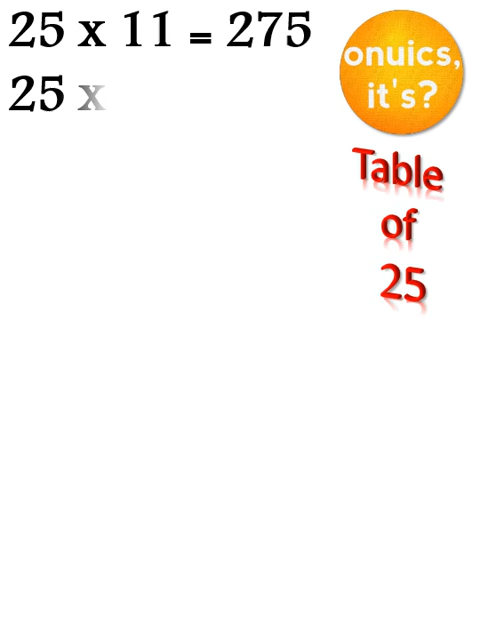 25 x 11 = 275
25 x
onuics,
it's?
Table
of
25